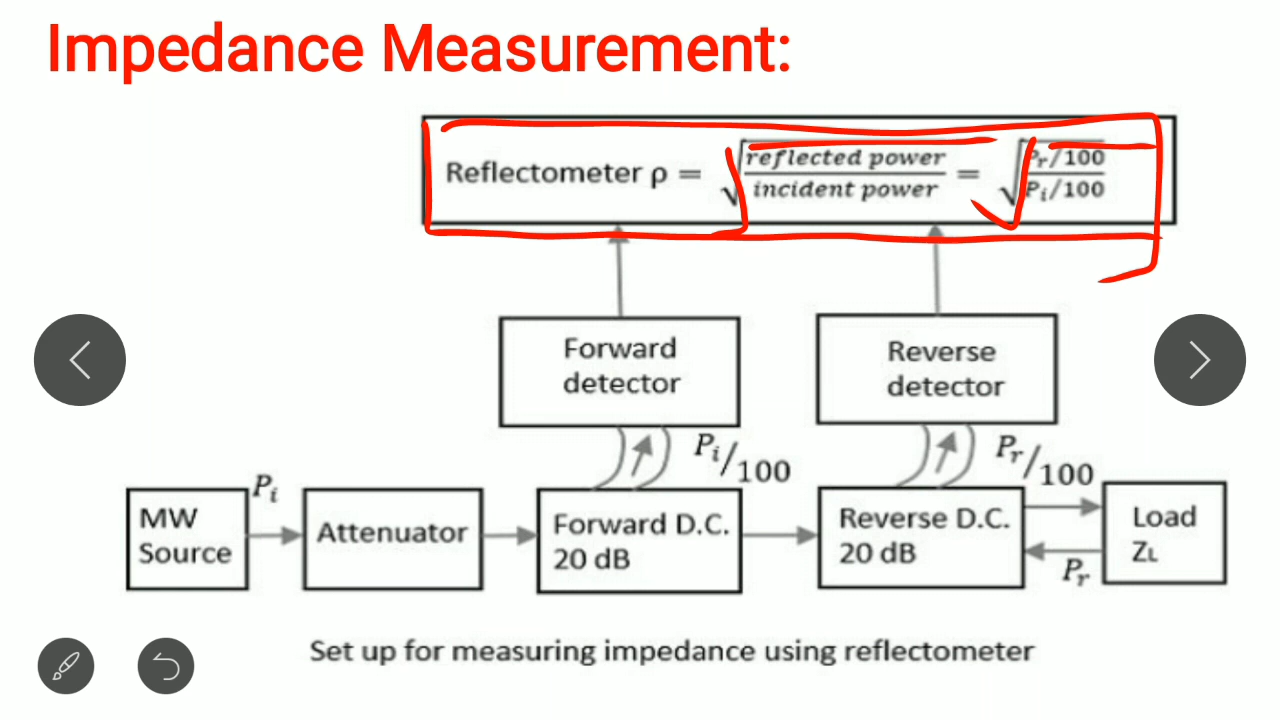 Impedance Measurement:
Reflectometer ρ = √(reflected power / incident power) = √(Pr/100 / Pi/100)
Forward
detector
Reverse
detector
Pi/100
Pr/100
Pi
MW
Source
Attenuator
Forward D.C.
20 dB
Reverse D.C.
20 dB
Load
ZL
Pr
Set up for measuring impedance using reflectometer